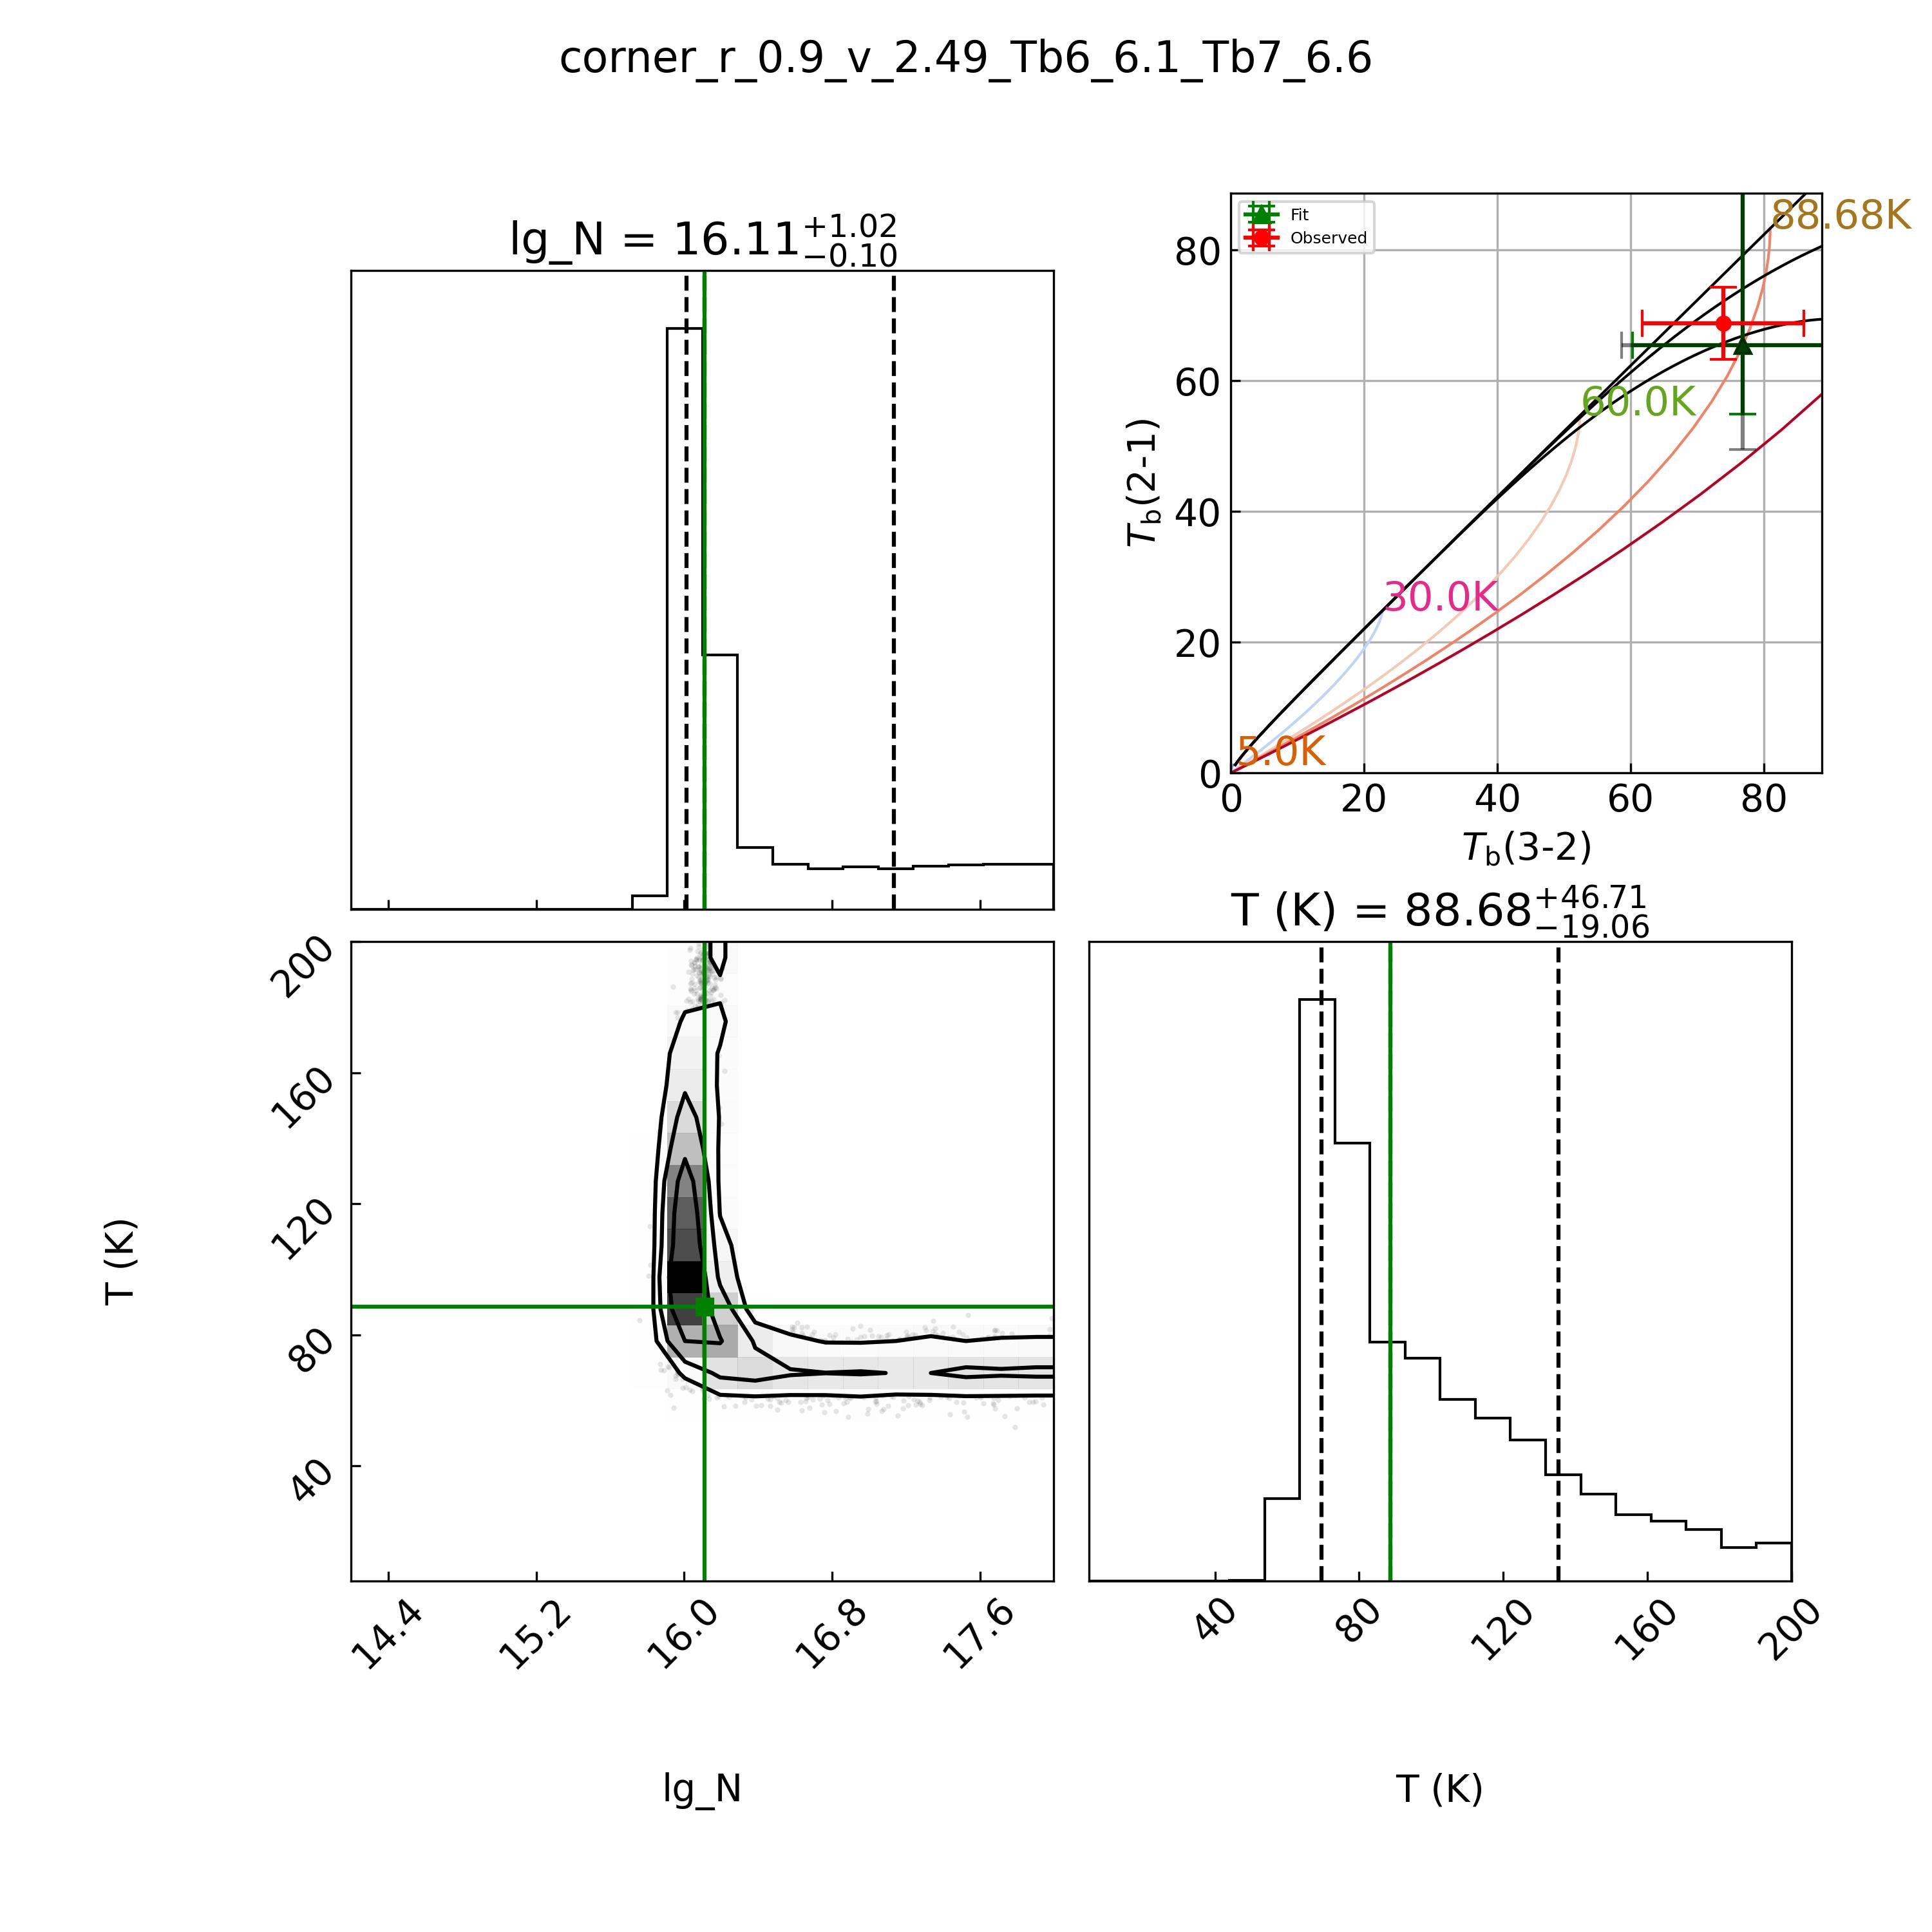 corner_r_0.9_v_2.49_Tb6_6.1_Tb7_6.6
lg_N = 16.11+1.02 −0.10
Fit
Observed
88.68K
60.0K
30.0K
5.0K
80
60
40
20
0
Tb(2-1)
0 20 40 60 80
Tb(3-2)
T (K) = 88.68+46.71 −19.06
200
160
120
80
40
T (K)
14.4 15.2 16.0 16.8 17.6
lg_N
40 80 120 160 200
T (K)